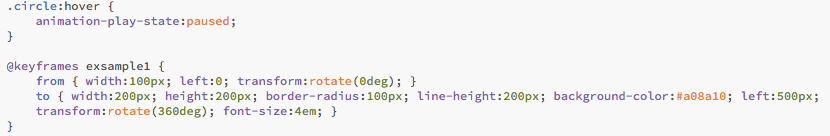 .circle:hover {
    animation-play-state:paused;
}

@keyframes exsample1 {
    from { width:100px; left:0; transform:rotate(0deg); }
    to { width:200px; height:200px; border-radius:100px; line-height:200px; background-color:#a08a10; left:500px;
    transform:rotate(360deg); font-size:4em; }
}